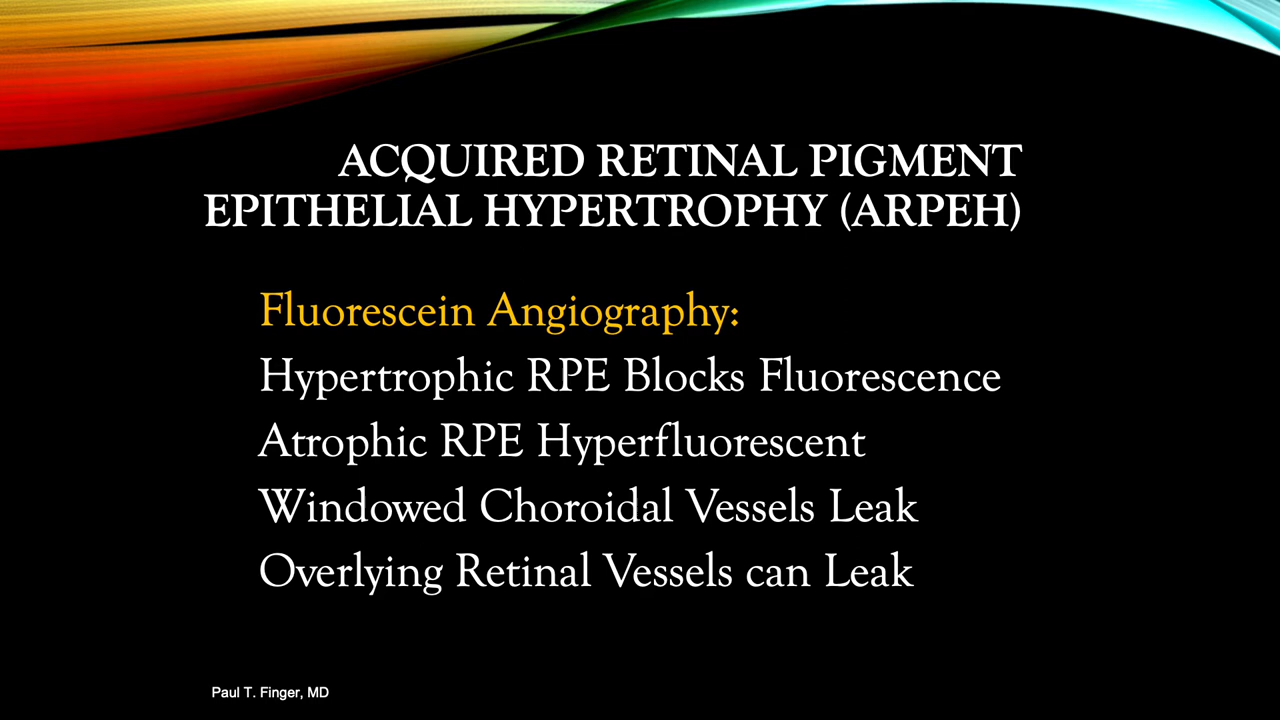 ACQUIRED RETINAL PIGMENT
EPITHELIAL HYPERTROPHY (ARPEH)
Fluorescein Angiography:
Hypertrophic RPE Blocks Fluorescence
Atrophic RPE Hyperfluorescent
Windowed Choroidal Vessels Leak
Overlying Retinal Vessels can Leak
Paul T. Finger, MD